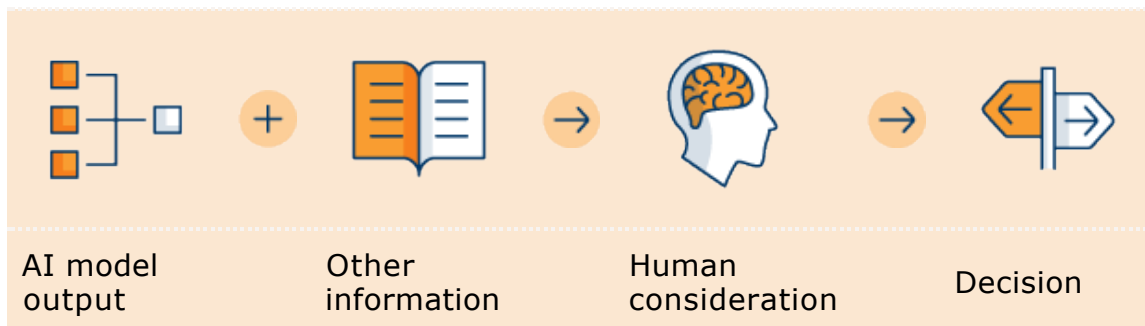 AI model
output
Other
information
Human
consideration
Decision